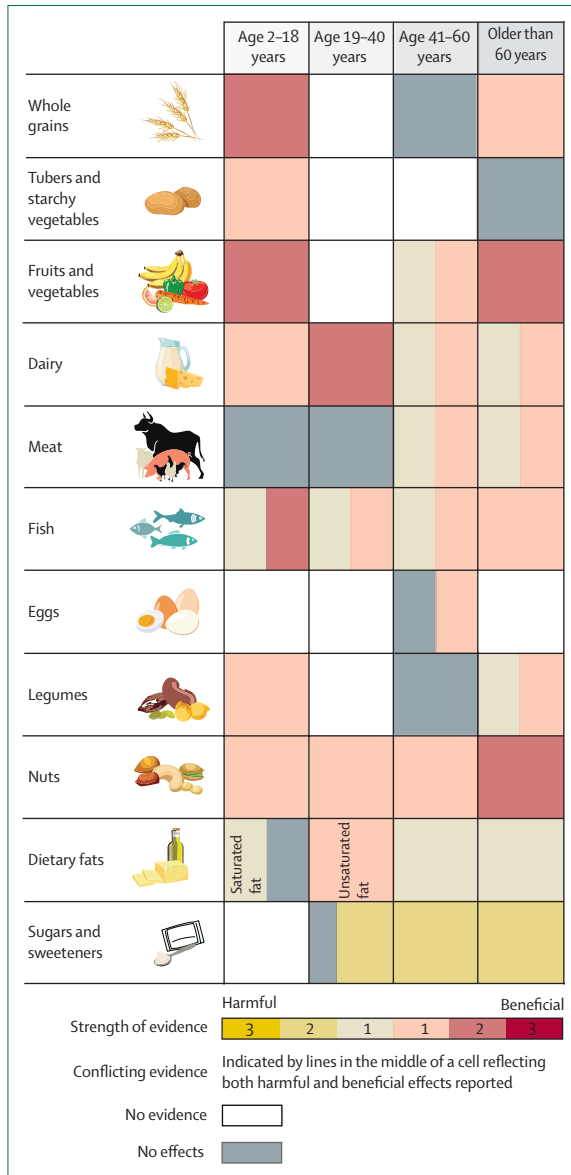 Age 2–18
years
Age 19–40
years
Age 41–60
years
Older than
60 years
Whole
grains
Tubers and
starchy
vegetables
Fruits and
vegetables
Dairy
Meat
Fish
Eggs
Legumes
Nuts
Dietary fats
Saturated
fat
Unsaturated
fat
Sugars and
sweeteners
Harmful
Beneficial
Strength of evidence
3 2 1 1 2 3
Conflicting evidence
Indicated by lines in the middle of a cell reflecting
both harmful and beneficial effects reported
No evidence
No effects